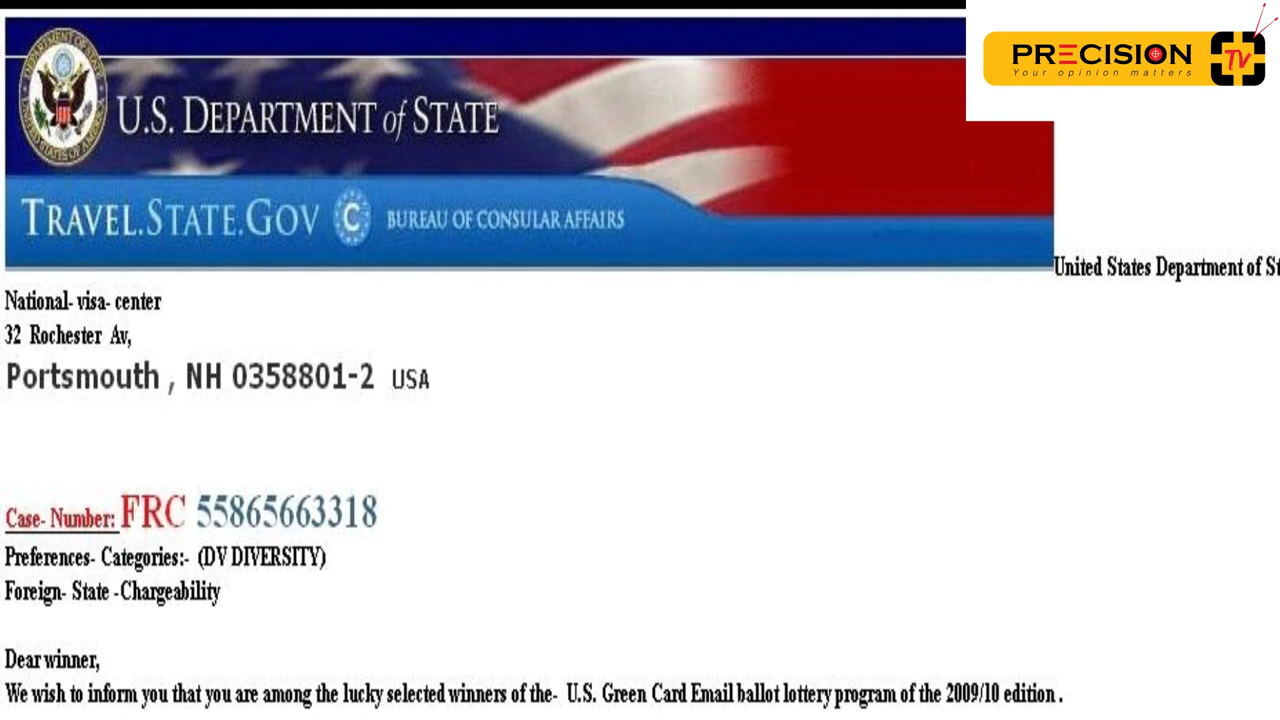 PRECISION TV
Your opinion matters
U.S. DEPARTMENT of STATE
TRAVEL.STATE.GOV C BUREAU OF CONSULAR AFFAIRS
United States Department of St
National- visa- center
32 Rochester Av,
Portsmouth , NH 0358801-2 USA
Case- Number: FRC 55865663318
Preferences- Categories:- (DV DIVERSITY)
Foreign- State -Chargeability
Dear winner,
We wish to inform you that you are among the lucky selected winners of the- U.S. Green Card Email ballot lottery program of the 2009/10 edition .